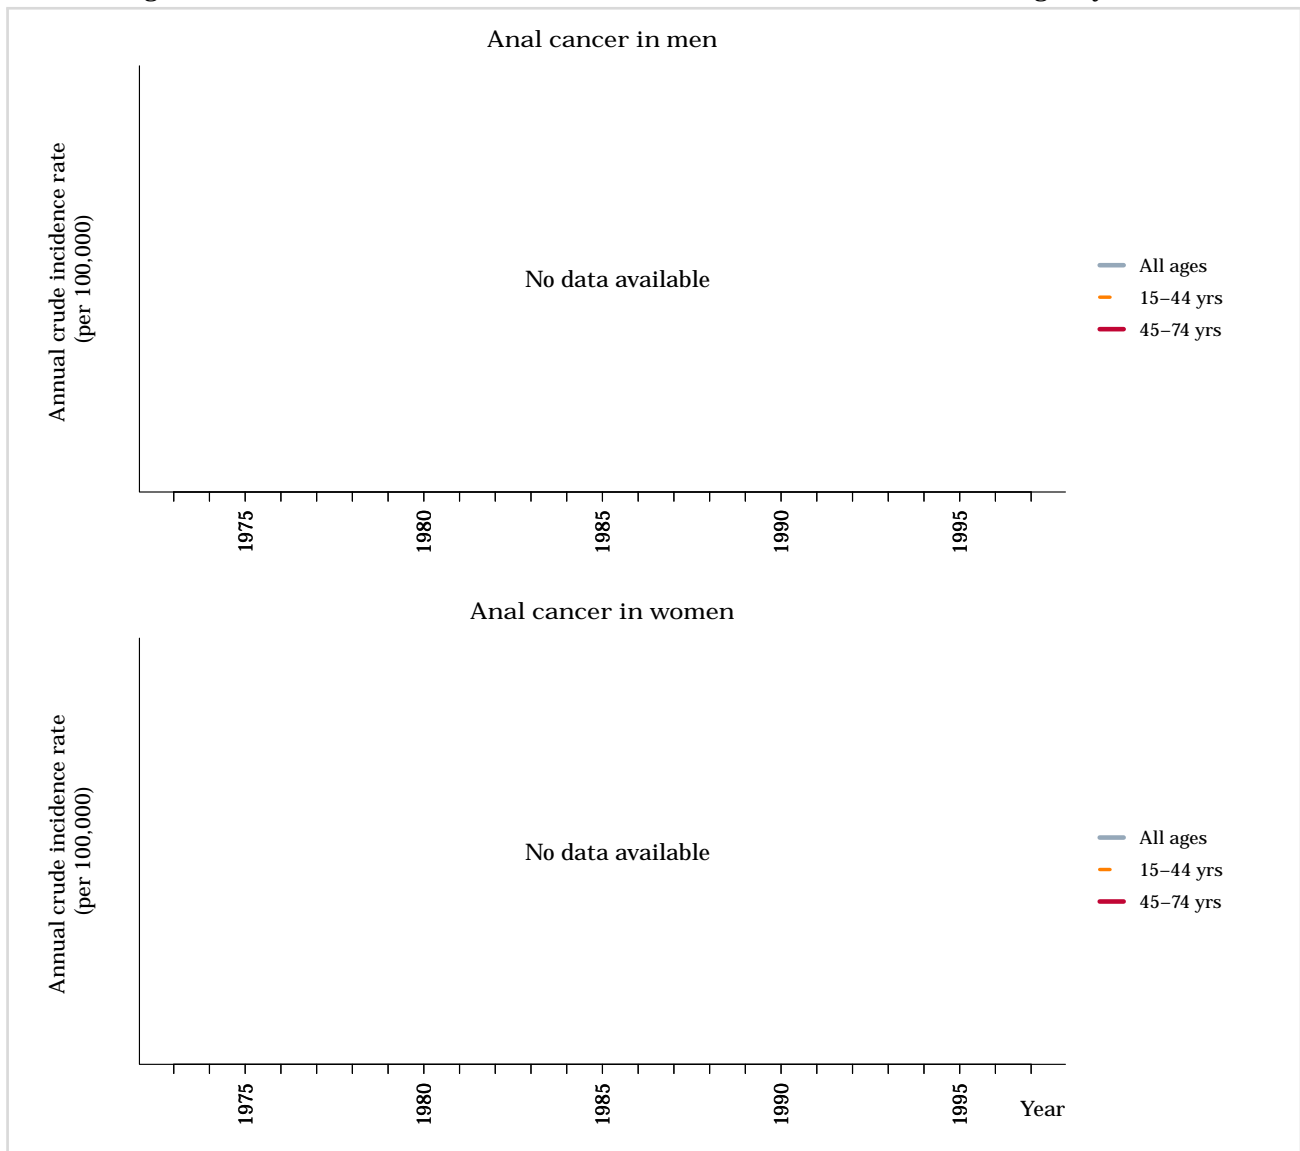 Anal cancer in men
Annual crude incidence rate
(per 100,000)
No data available
All ages
15–44 yrs
45–74 yrs
1975
1980
1985
1990
1995
Anal cancer in women
Annual crude incidence rate
(per 100,000)
No data available
All ages
15–44 yrs
45–74 yrs
1975
1980
1985
1990
1995
Year